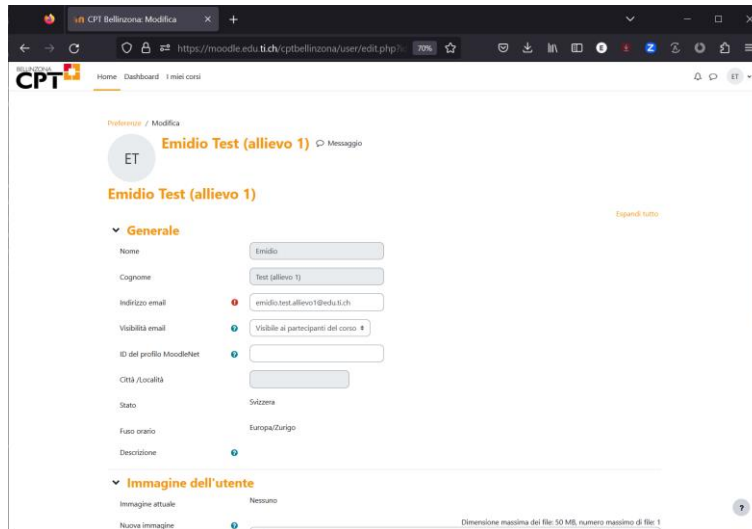 CPT Bellinzona: Modifica
https://moodle.edu.ti.ch/cptbellinzona/user/edit.php?i
70%
BELLINZONA
CPT
Home Dashboard I miei corsi
ET
Preferenze / Modifica
ET
Emidio Test (allievo 1) Messaggio
Emidio Test (allievo 1)
Espandi tutto
Generale
Nome Emidio
Cognome Test (allievo 1)
Indirizzo email emidio.test.allievo1@edu.ti.ch
Visibilità email Visibile ai partecipanti del corso
ID del profilo MoodleNet
Città /Località
Stato Svizzera
Fuso orario Europa/Zurigo
Descrizione
Immagine dell'utente
Immagine attuale Nessuno
Nuova immagine Dimensione massima dei file: 50 MB, numero massimo di file: 1